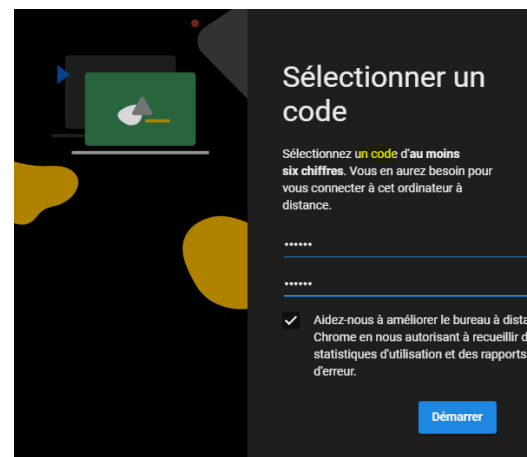 Sélectionner un
code
Sélectionnez un code d'au moins
six chiffres. Vous en aurez besoin pour
vous connecter à cet ordinateur à
distance.
••••••
••••••
Aidez-nous à améliorer le bureau à
Chrome en nous autorisant à recueillir
statistiques d'utilisation et des rapports
d'erreur.
Démarrer